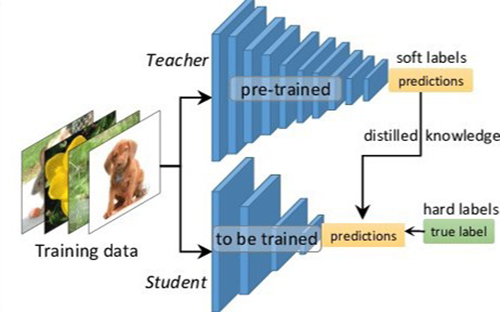 Teacher
soft labels
pre-trained
predictions
distilled knowledge
hard labels
to be trained
predictions
true label
Training data
Student